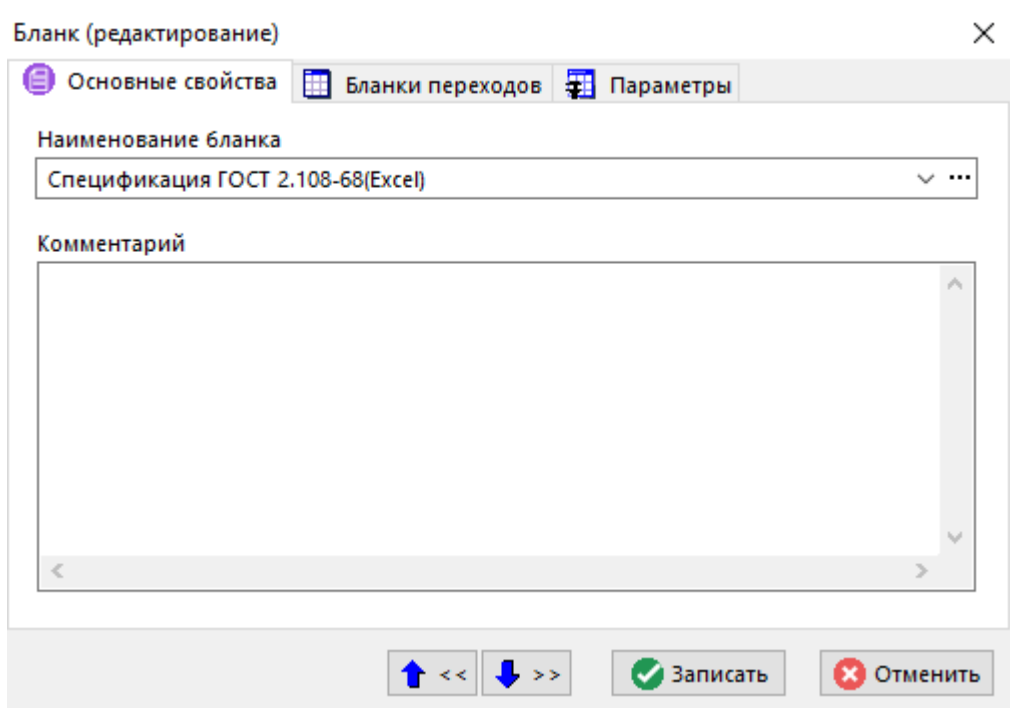 Бланк (редактирование)
Основные свойства Бланки переходов Параметры
Наименование бланка
Спецификация ГОСТ 2.108-68(Excel)
Комментарий
<< >> Записать Отменить